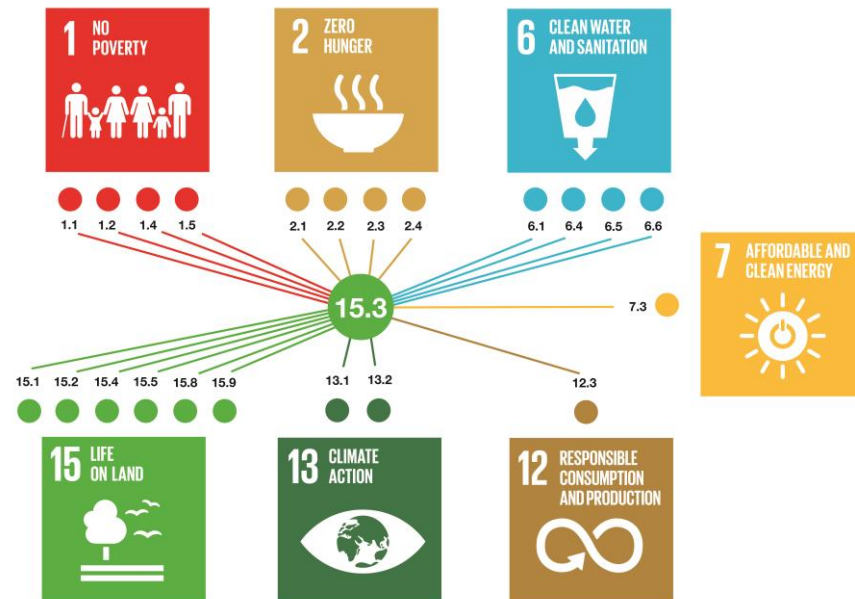 1 NO
POVERTY
2 ZERO
HUNGER
6 CLEAN WATER
AND SANITATION
1.1 1.2 1.4 1.5
2.1 2.2 2.3 2.4
6.1 6.4 6.5 6.6
7 AFFORDABLE AND
CLEAN ENERGY
15.3
7.3
15.1 15.2 15.4 15.5 15.8 15.9
13.1 13.2
12.3
15 LIFE
ON LAND
13 CLIMATE
ACTION
12 RESPONSIBLE
CONSUMPTION
AND PRODUCTION